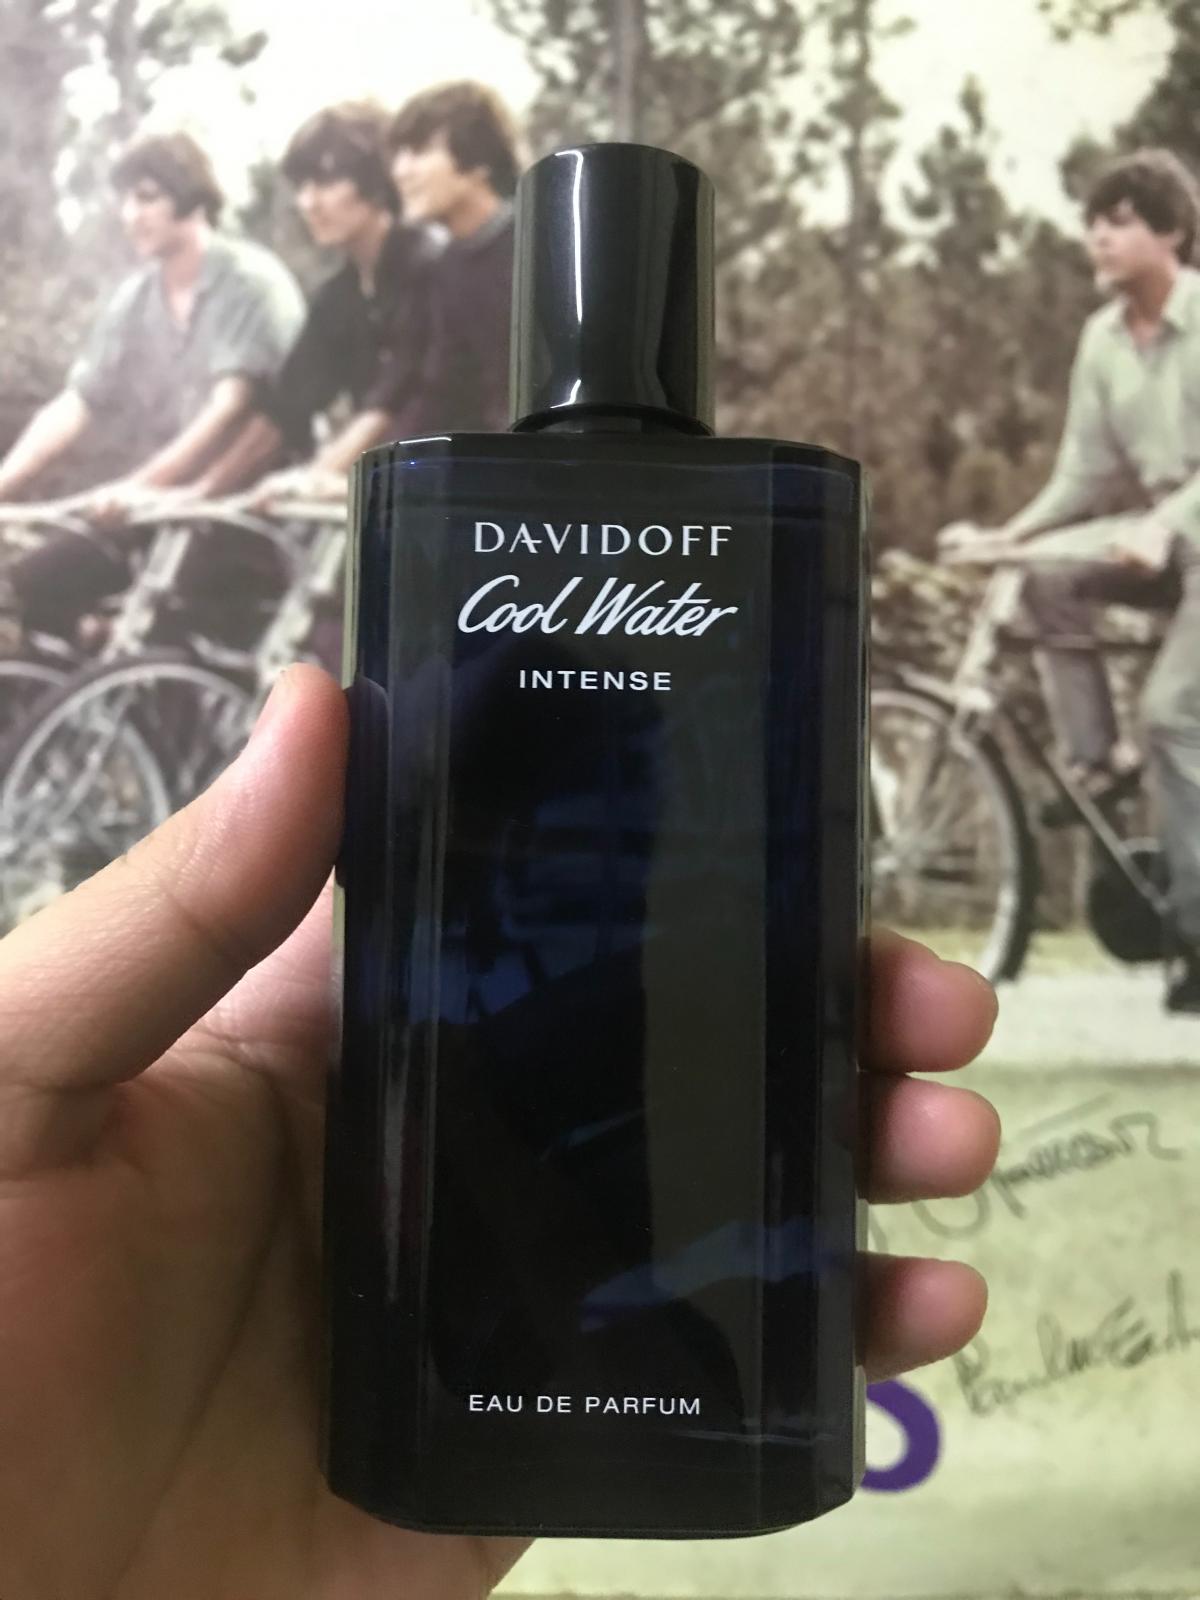 DAVIDOFF
Cool Water
INTENSE
EAU DE PARFUM